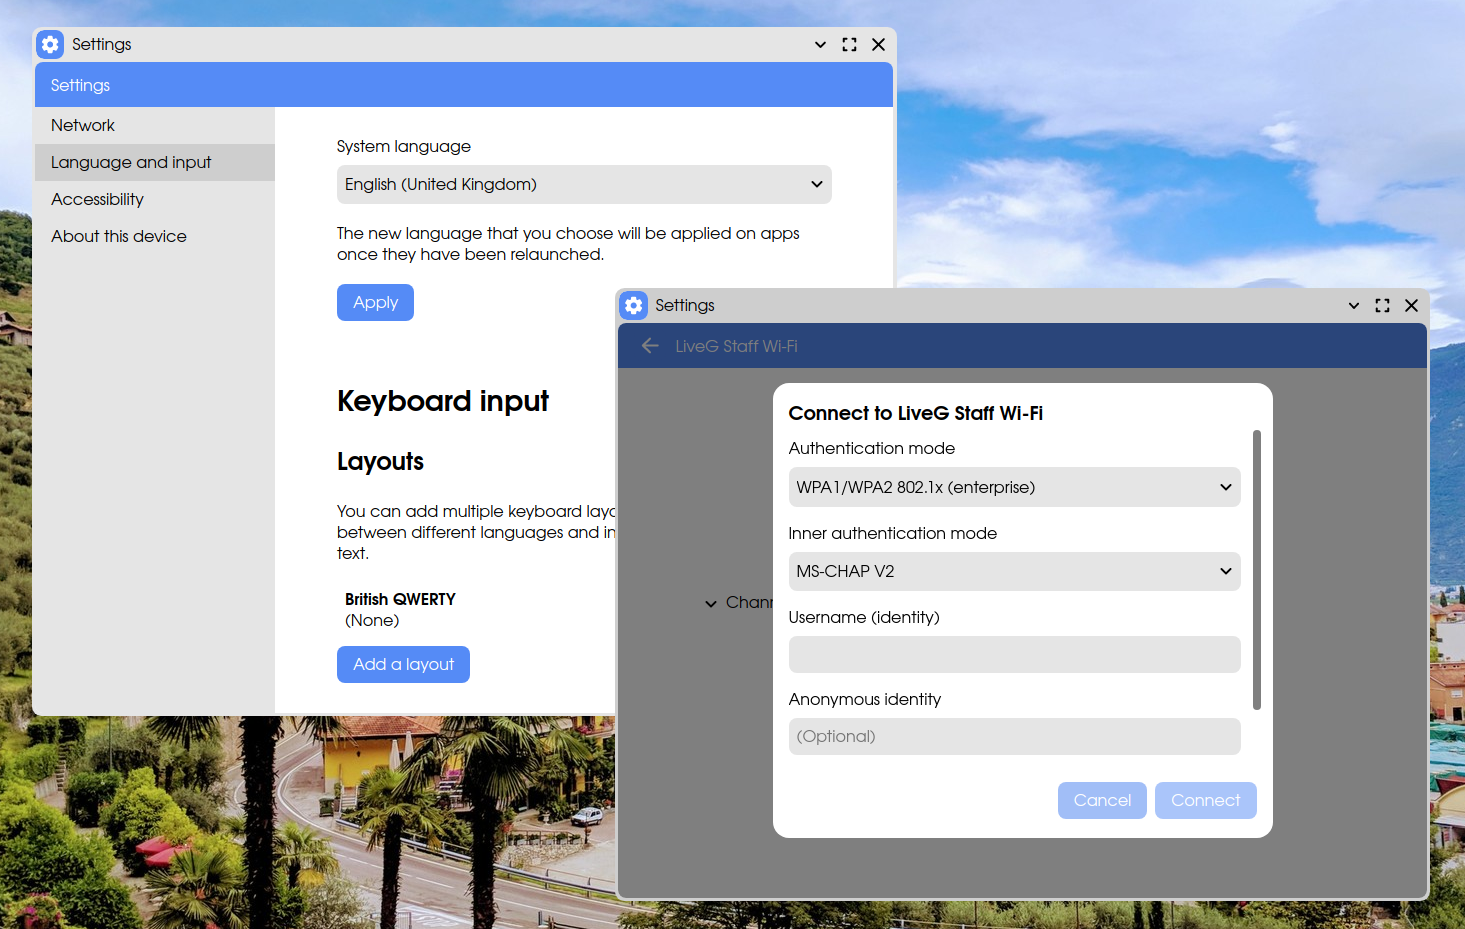 Settings
Settings
Network
Language and input
Accessibility
About this device
System language
English (United Kingdom)
The new language that you choose will be applied on apps
once they have been relaunched.
Apply
Keyboard input
Layouts
You can add multiple keyboard
between different languages and
text.
British QWERTY
(None)
Add a layout
Settings
LiveG Staff Wi-Fi
Connect to LiveG Staff Wi-Fi
Authentication mode
WPA1/WPA2 802.1x (enterprise)
Inner authentication mode
MS-CHAP V2
Username (identity)
Anonymous identity
(Optional)
Cancel
Connect